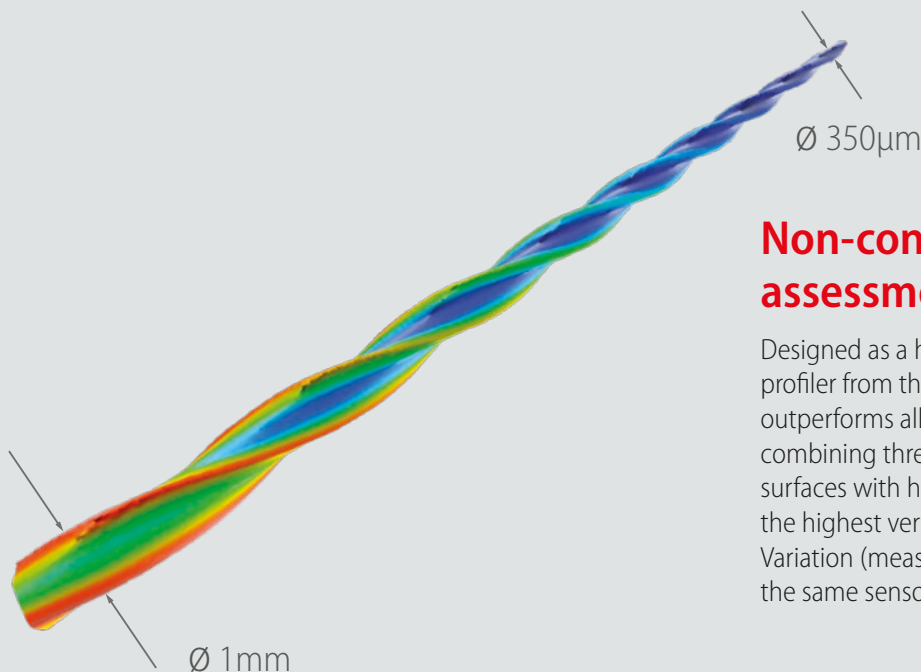 Ø 350µm
Non-con
assessm
Designed as a h
profiler from th
outperforms all
combining thre
surfaces with h
the highest ver
Variation (meas
the same senso
Ø 1mm